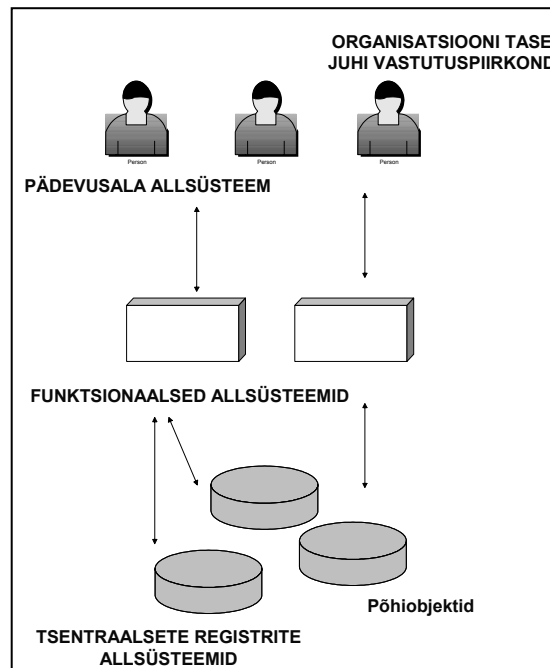 ORGANISATSIOONI TASE
JUHI VASTUTUSPIIRKOND
Person
Person
Person
PÄDEVUSALA ALLSÜSTEEM
FUNKTSIONAALSED ALLSÜSTEEMID
Põhiobjektid
TSENTRAALSETE REGISTRITE
ALLSÜSTEEMID